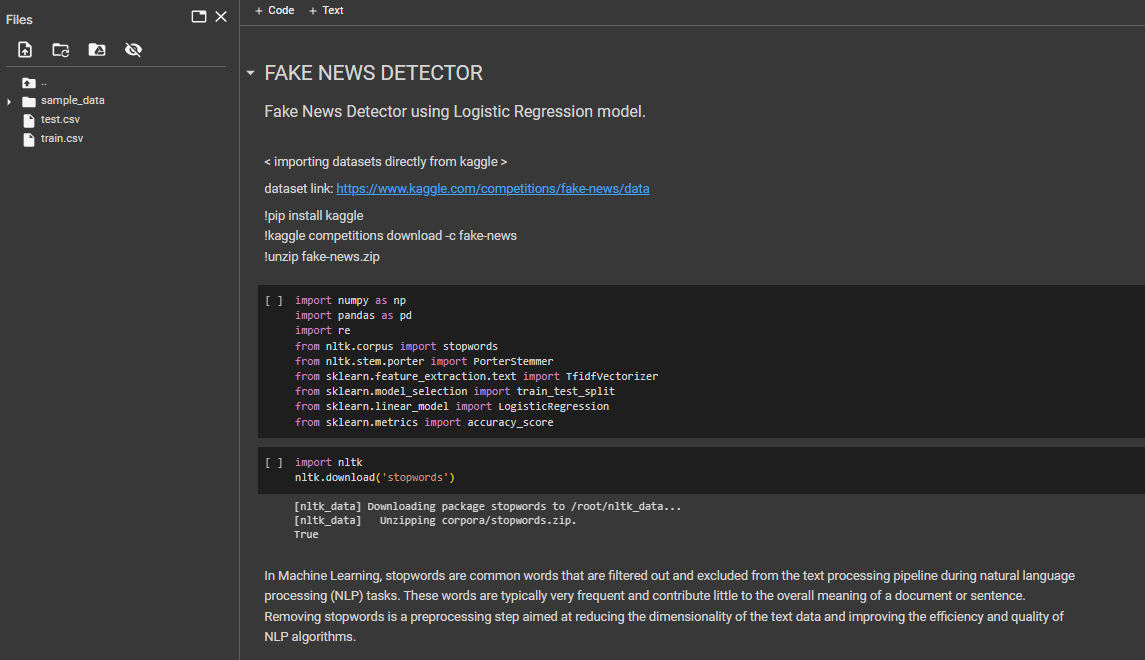 Files
+ Code + Text
..
sample_data
test.csv
train.csv
FAKE NEWS DETECTOR
Fake News Detector using Logistic Regression model.
< importing datasets directly from kaggle >
dataset link: https://www.kaggle.com/competitions/fake-news/data
!pip install kaggle
!kaggle competitions download -c fake-news
!unzip fake-news.zip
[ ] import numpy as np
import pandas as pd
import re
from nltk.corpus import stopwords
from nltk.stem.porter import PorterStemmer
from sklearn.feature_extraction.text import TfidfVectorizer
from sklearn.model_selection import train_test_split
from sklearn.linear_model import LogisticRegression
from sklearn.metrics import accuracy_score
[ ] import nltk
nltk.download('stopwords')
[nltk_data] Downloading package stopwords to /root/nltk_data...
[nltk_data]   Unzipping corpora/stopwords.zip.
True
In Machine Learning, stopwords are common words that are filtered out and excluded from the text processing pipeline during natural language
processing (NLP) tasks. These words are typically very frequent and contribute little to the overall meaning of a document or sentence.
Removing stopwords is a preprocessing step aimed at reducing the dimensionality of the text data and improving the efficiency and quality of
NLP algorithms.